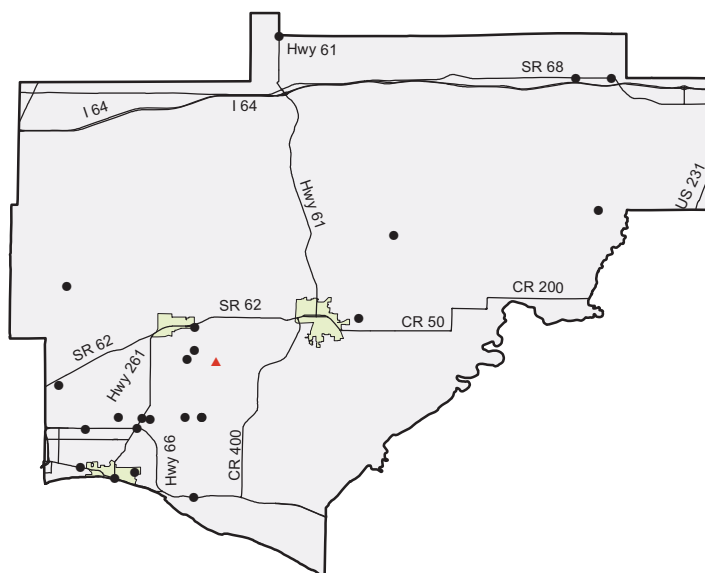 Hwy 61
SR 68
I 64
I 64
US 231
Hwy 61
CR 200
SR 62
CR 50
SR 62
Hwy 261
Hwy 66
CR 400